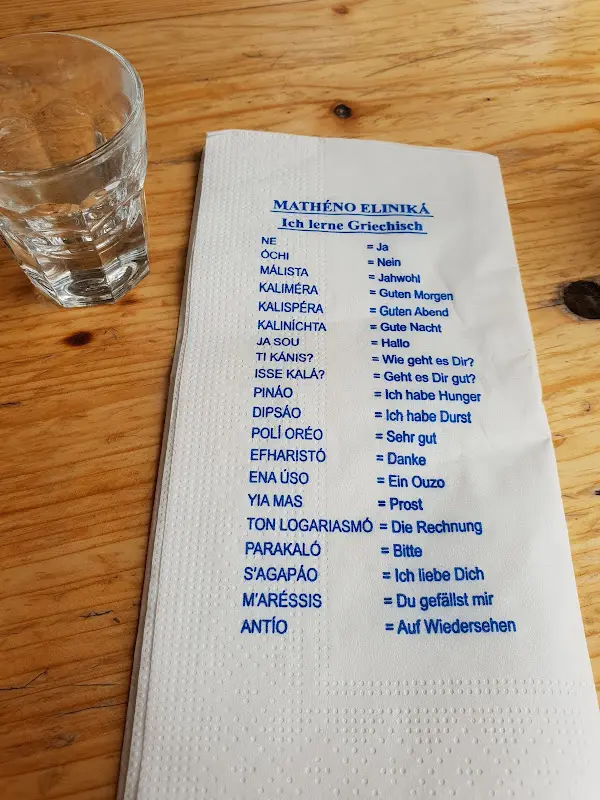 MATHÉNO ELINIKÁ
Ich lerne Griechisch
NE = Ja
ÓCHI = Nein
MÁLISTA = Jahwohl
KALIMÉRA = Guten Morgen
KALISPÉRA = Guten Abend
KALINÍCHTA = Gute Nacht
JA SOU = Hallo
TI KÁNIS? = Wie geht es Dir?
ISSE KALÁ? = Geht es Dir gut?
PINÁO = Ich habe Hunger
DIPSÁO = Ich habe Durst
POLÍ ORÉO = Sehr gut
EFHARISTÓ = Danke
ENA ÚSO = Ein Ouzo
YIA MAS = Prost
TON LOGARIASMÓ = Die Rechnung
PARAKALÓ = Bitte
S'AGAPÁO = Ich liebe Dich
M'ARÉSSIS = Du gefällst mir
ANTÍO = Auf Wiedersehen